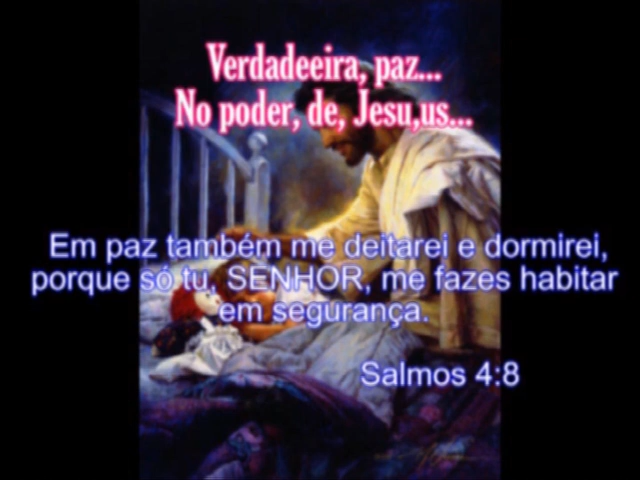 Verdadeeira, paz...
No poder, de, Jesu,us...
Em paz também me deitarei e dormirei,
porque só tu, SENHOR, me fazes habitar
em segurança.
Salmos 4:8